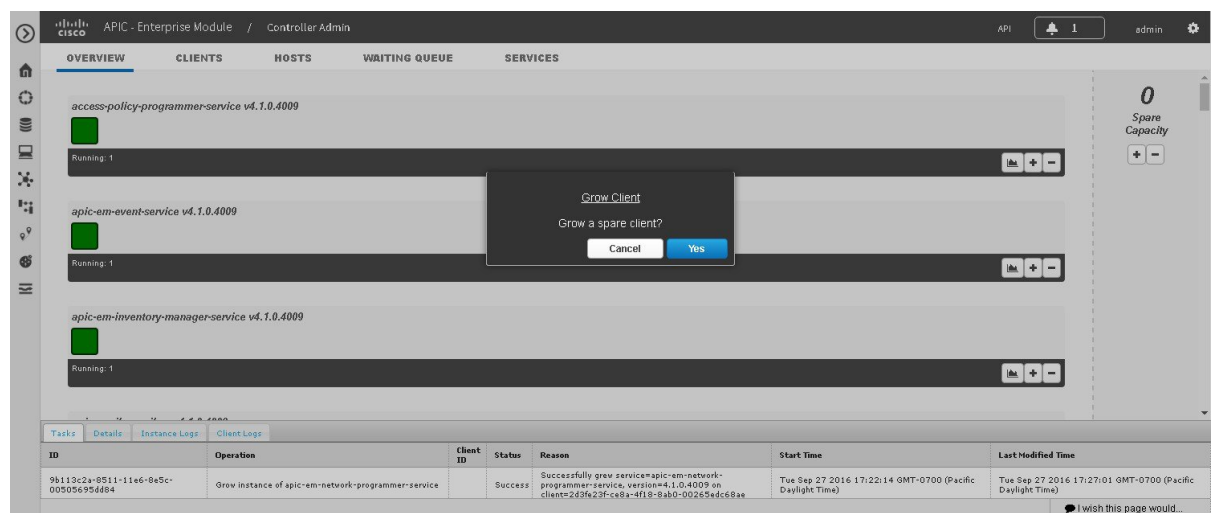 cisco APIC - Enterprise Module / Controller Admin API 1 admin
OVERVIEW CLIENTS HOSTS WAITING QUEUE SERVICES
access-policy-programmer-service v4.1.0.4009
Running: 1
+ -
0
Spare
Capacity
+ -
Grow Client
Grow a spare client?
Cancel Yes
apic-em-event-service v4.1.0.4009
Running: 1
+ -
apic-em-inventory-manager-service v4.1.0.4009
Running: 1
+ -
Tasks Details Instance Logs Client Logs
ID Operation Client ID Status Reason Start Time Last Modified Time
9b113c2a-8511-11e6-8e5c-
00505695dd84
Grow instance of apic-em-network-programmer-service
Success
Successfully grew service=apic-em-network-
programmer-service, version=4.1.0.4009 on
client=2d3fe23f-ce8a-4f18-8ab0-00265edc68ae
Tue Sep 27 2016 17:22:14 GMT-0700 (Pacific
Daylight Time)
Tue Sep 27 2016 17:27:01 GMT-0700 (Pacific
Daylight Time)
I wish this page would...